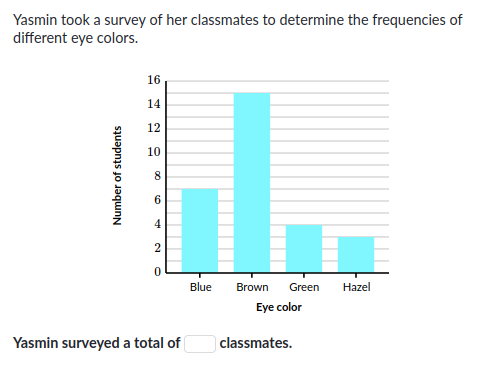 Yasmin took a survey of her classmates to determine the frequencies of
different eye colors.
16
14
12
10
8
6
4
2
0
Number of students
Blue Brown Green Hazel
Eye color
Yasmin surveyed a total of classmates.